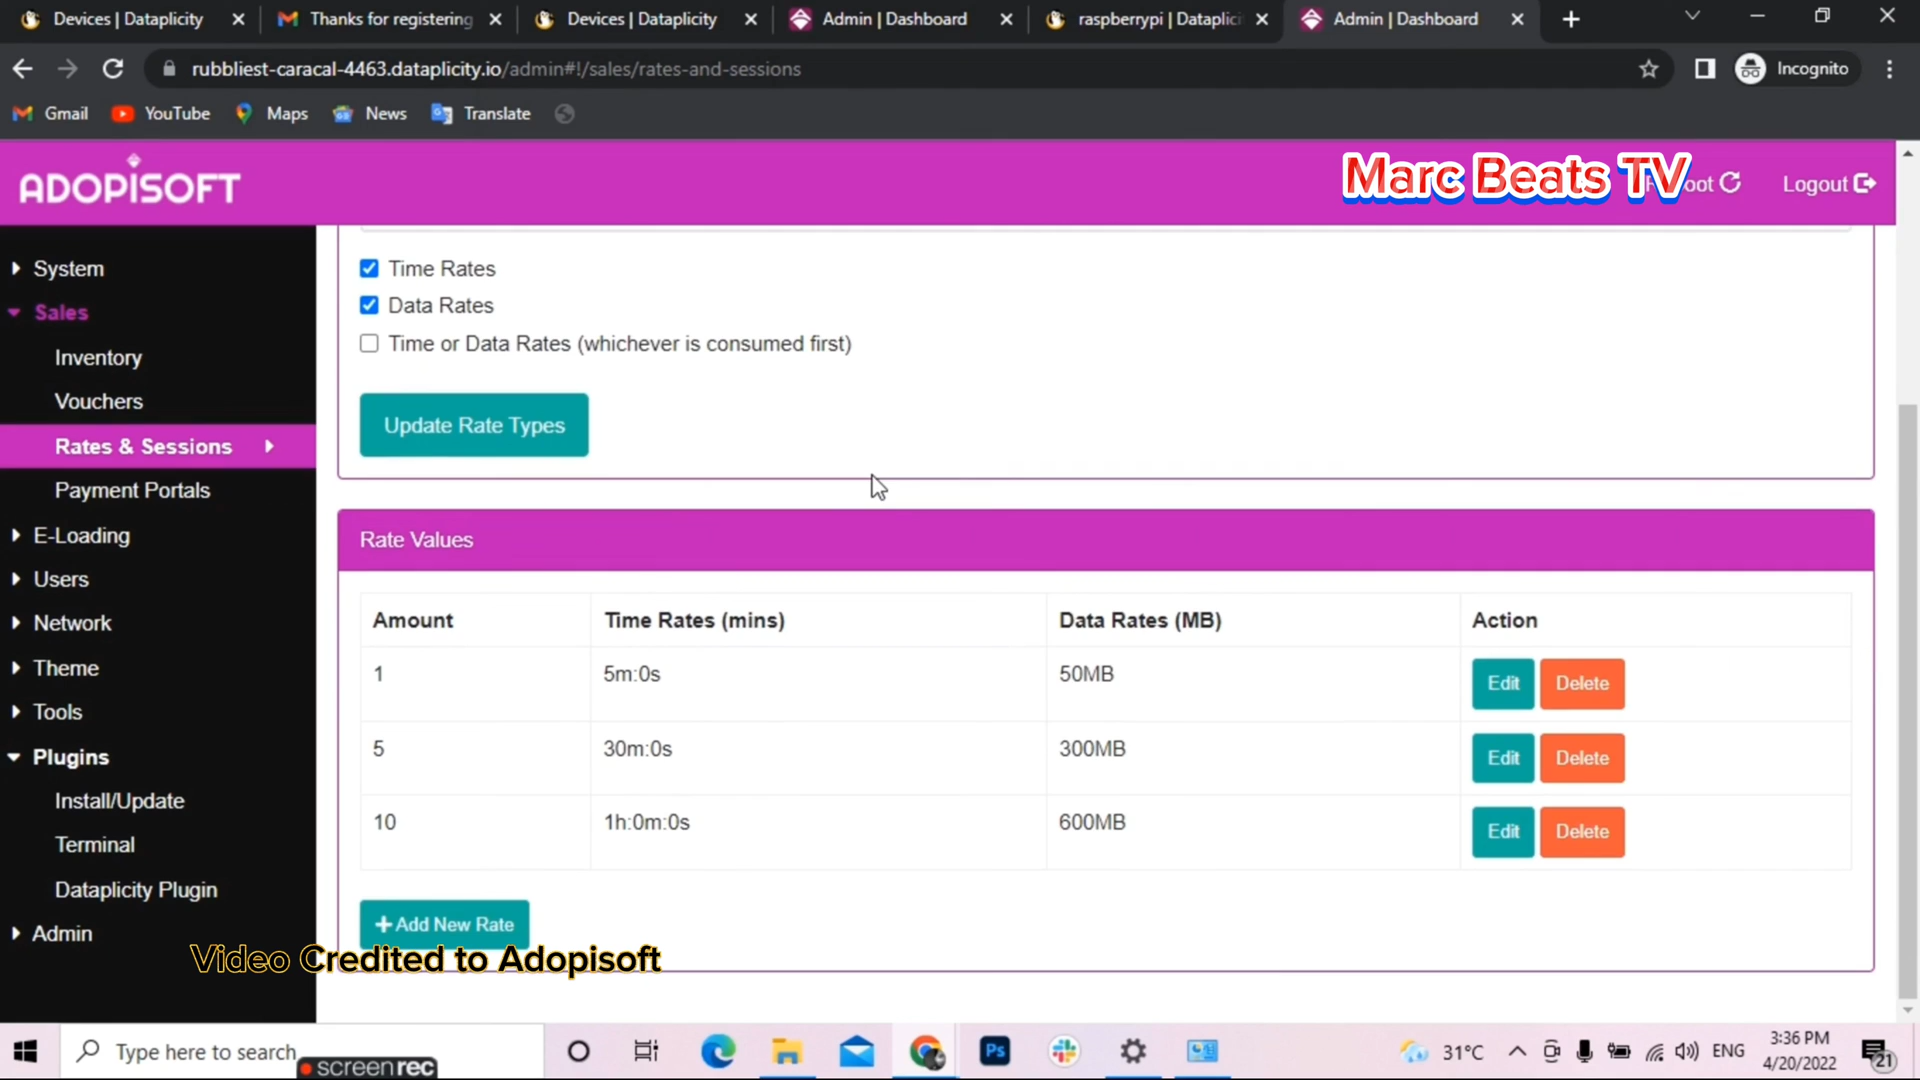 Devices | Dataplicity
Thanks for registering
Devices | Dataplicity
Admin | Dashboard
raspberrypi | Dataplici
Admin | Dashboard
rubbliest-caracal-4463.dataplicity.io/admin#!/sales/rates-and-sessions
Incognito
Gmail
YouTube
Maps
News
Translate
ADOPISOFT
Marc Beats TV
oot
Logout
System
Sales
Inventory
Vouchers
Rates & Sessions
Payment Portals
E-Loading
Users
Network
Theme
Tools
Plugins
Install/Update
Terminal
Dataplicity Plugin
Admin
Time Rates
Data Rates
Time or Data Rates (whichever is consumed first)
Update Rate Types
Rate Values
Amount Time Rates (mins) Data Rates (MB) Action
1 5m:0s 50MB Edit Delete
5 30m:0s 300MB Edit Delete
10 1h:0m:0s 600MB Edit Delete
+Add New Rate
Video Credited to Adopisoft
Type here to search
screenrec
Ps
31°C
ENG
3:36 PM
4/20/2022
21